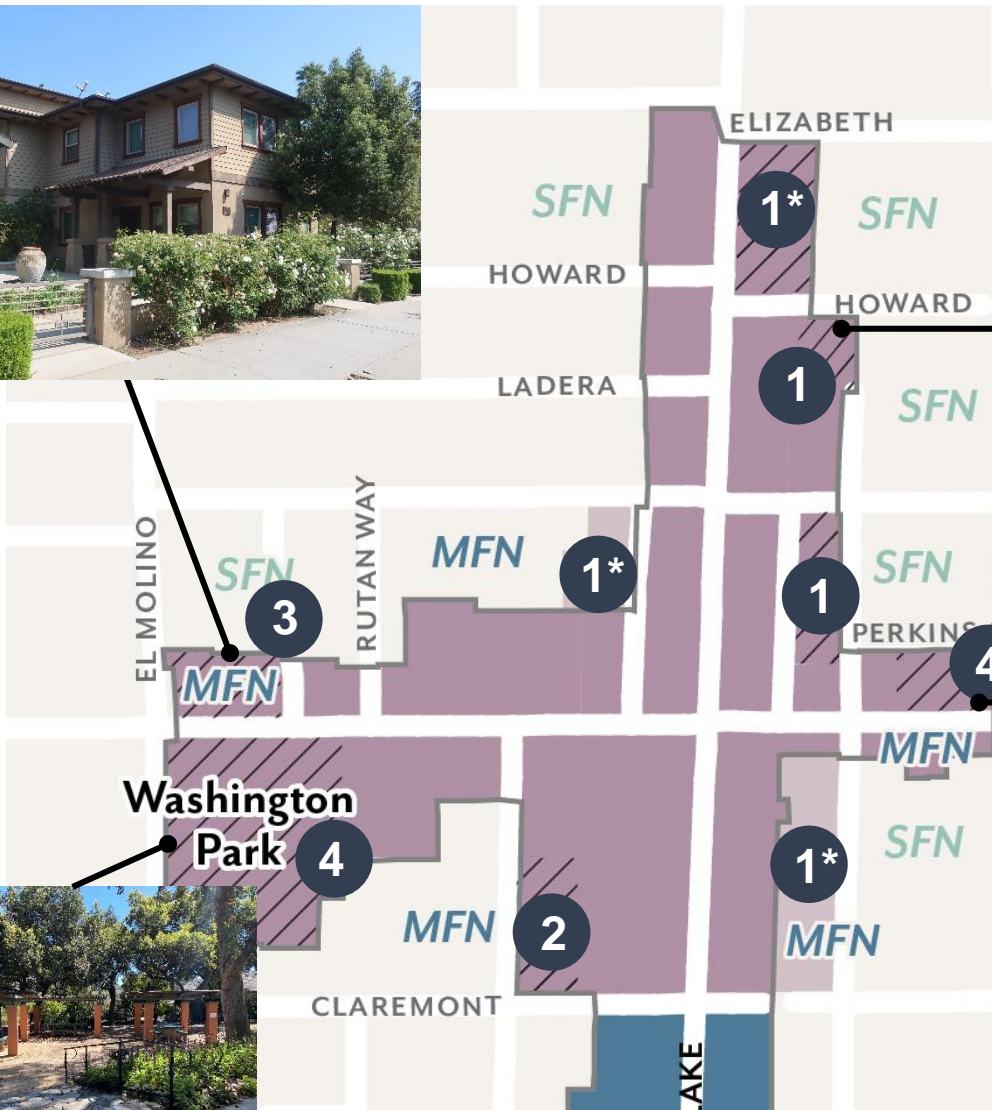 ELIZABETH
SFN
1*
SFN
HOWARD
HOWARD
1
LADERA
SFN
EL MOLINO
RUTAN WAY
SFN
MFN
1*
SFN
1
3
PERKINS
4
MFN
MFN
Washington
Park
4
1*
SFN
MFN
2
MFN
CLAREMONT
LAKE